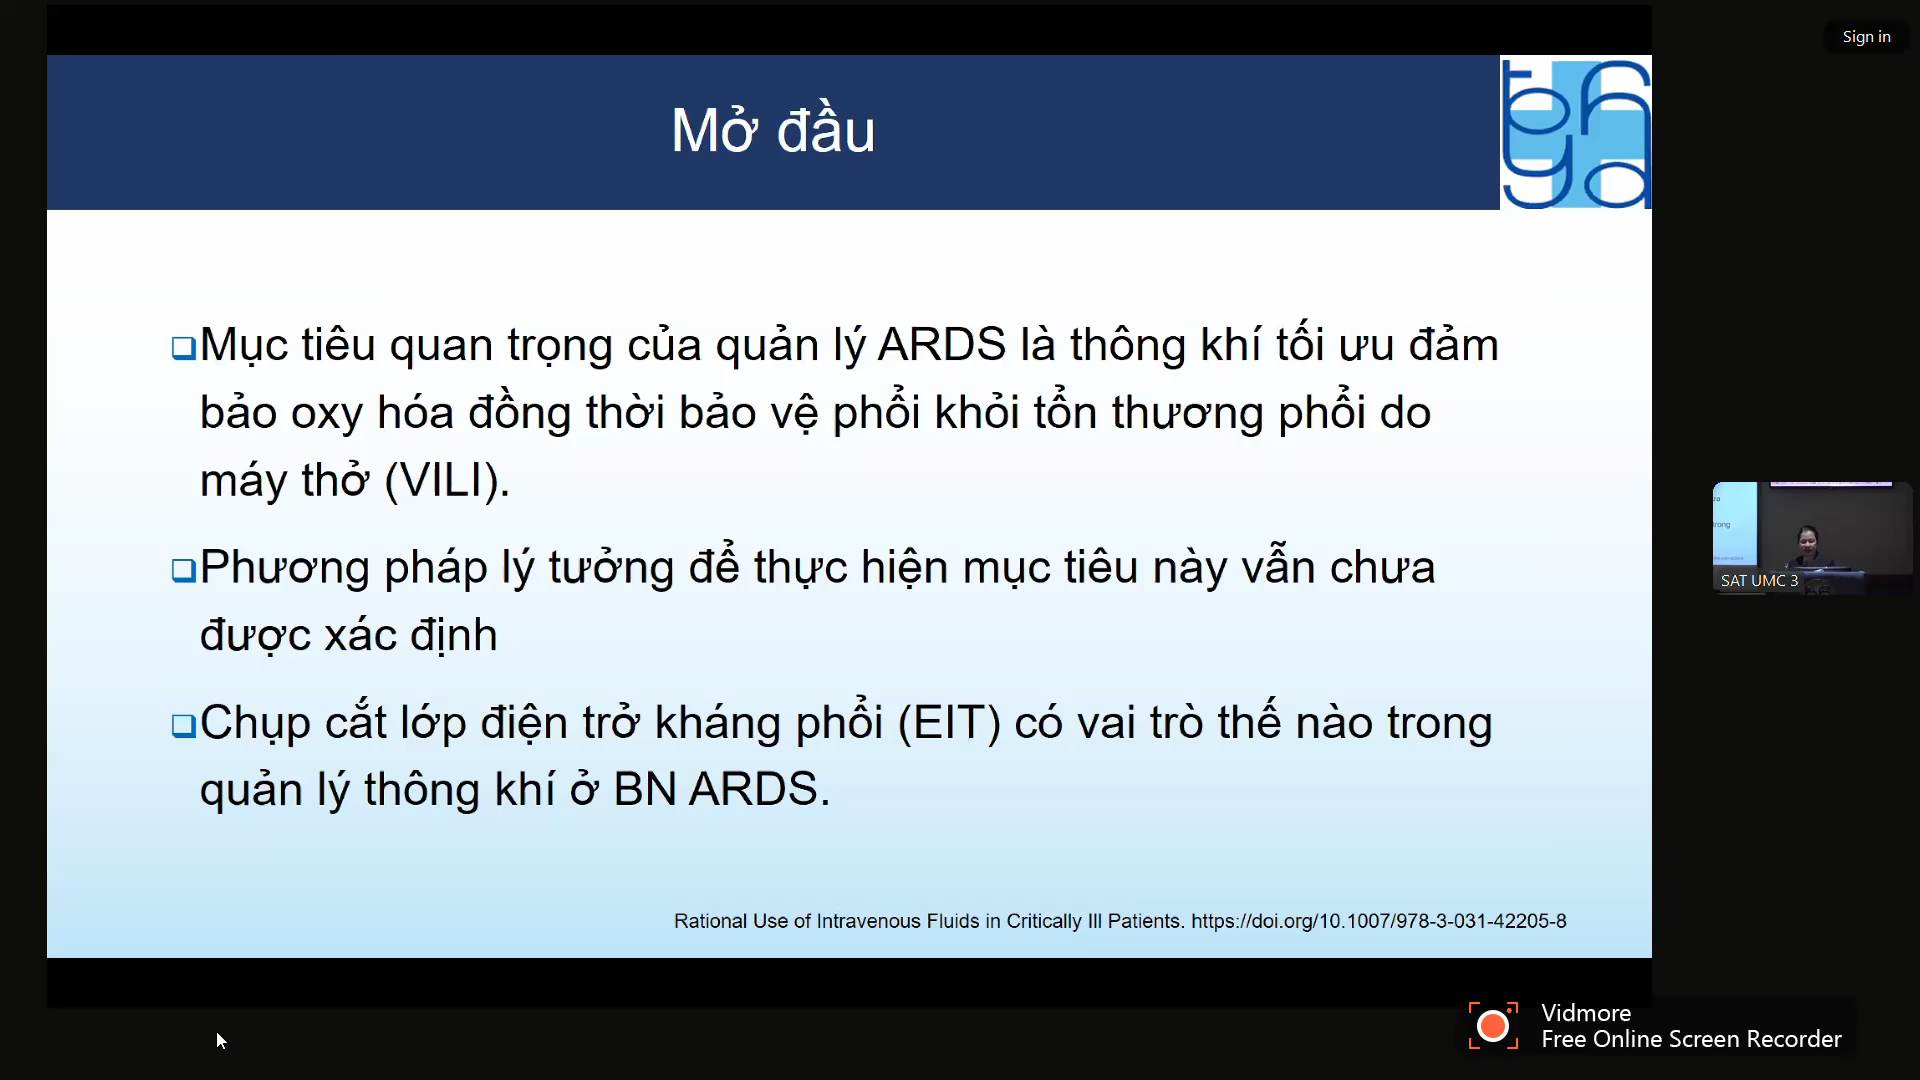 Sign in
Mở đầu
Mục tiêu quan trọng của quản lý ARDS là thông khí tối ưu đảm
bảo oxy hóa đồng thời bảo vệ phổi khỏi tổn thương phổi do
máy thở (VILI).
Phương pháp lý tưởng để thực hiện mục tiêu này vẫn chưa
được xác định
Chụp cắt lớp điện trở kháng phổi (EIT) có vai trò thế nào trong
quản lý thông khí ở BN ARDS.
Rational Use of Intravenous Fluids in Critically Ill Patients. https://doi.org/10.1007/978-3-031-42205-8
trong
SAT UMC 3
Vidmore
Free Online Screen Recorder